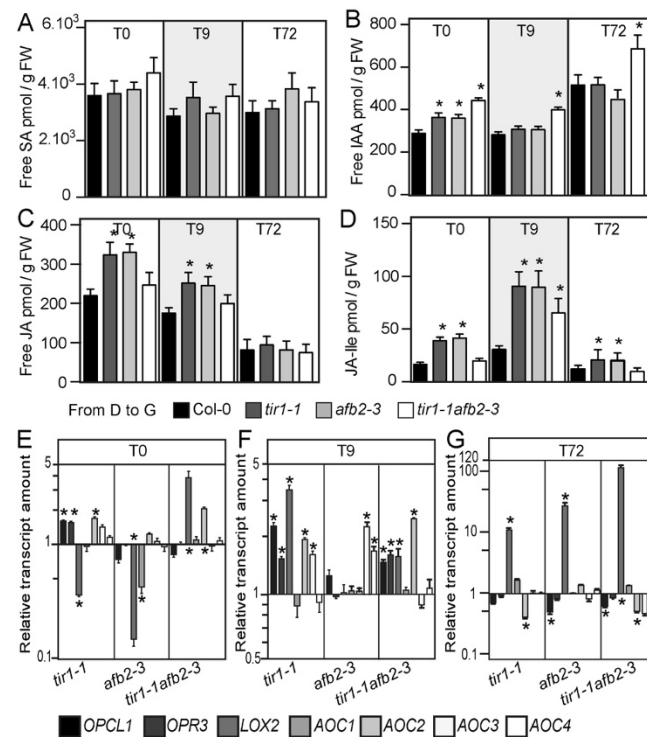 A
B
T0 T9 T72
T0 T9 T72
Free SA pmol / g FW
6.10³
4.10³
2.10³
0
Free IAA pmol / g FW
800
600
400
200
0
* * *
*
*
C
D
T0 T9 T72
T0 T9 T72
Free JA pmol / g FW
400
300
200
100
0
* *
* *
JA-Ile pmol / g FW
150
100
50
0
* *
* * *
* *
From D to G Col-0 tir1-1 afb2-3 tir1-1afb2-3
E
F
G
T0
T9
T72
Relative transcript amount
5
1
0.1
* * * *
* *
* * * *
tir1-1 afb2-3 tir1-1afb2-3
Relative transcript amount
5
1
0.5
* * * * *
* *
* * * *
tir1-1 afb2-3 tir1-1afb2-3
Relative transcript amount
120
100
10
1
0.1
* *
* *
* * *
tir1-1 afb2-3 tir1-1afb2-3
OPCL1 OPR3 LOX2 AOC1 AOC2 AOC3 AOC4